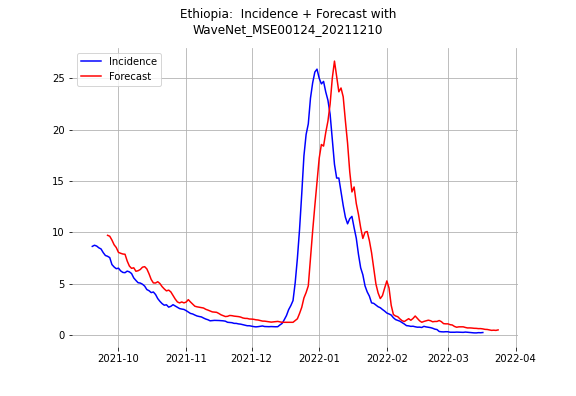 Ethiopia:  Incidence + Forecast with
WaveNet_MSE00124_20211210
Incidence
Forecast
25
20
15
10
5
0
2021-10 2021-11 2021-12 2022-01 2022-02 2022-03 2022-04